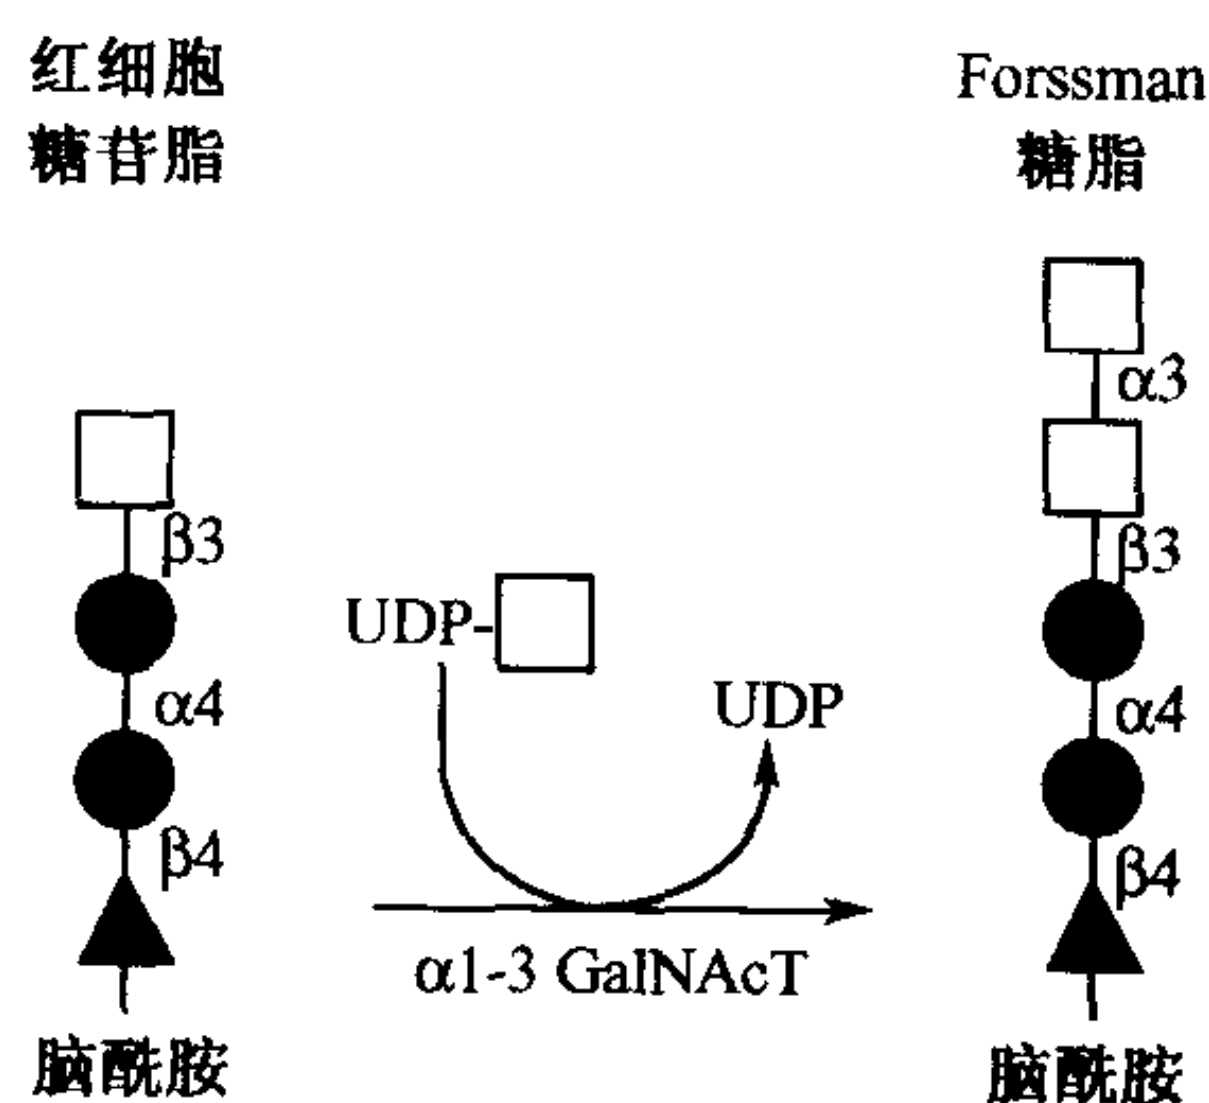 红细胞
糖苷脂
β3
α4
β4
脑酰胺
UDP-
UDP
α1-3 GalNAcT
Forssman
糖脂
α3
β3
α4
β4
脑酰胺